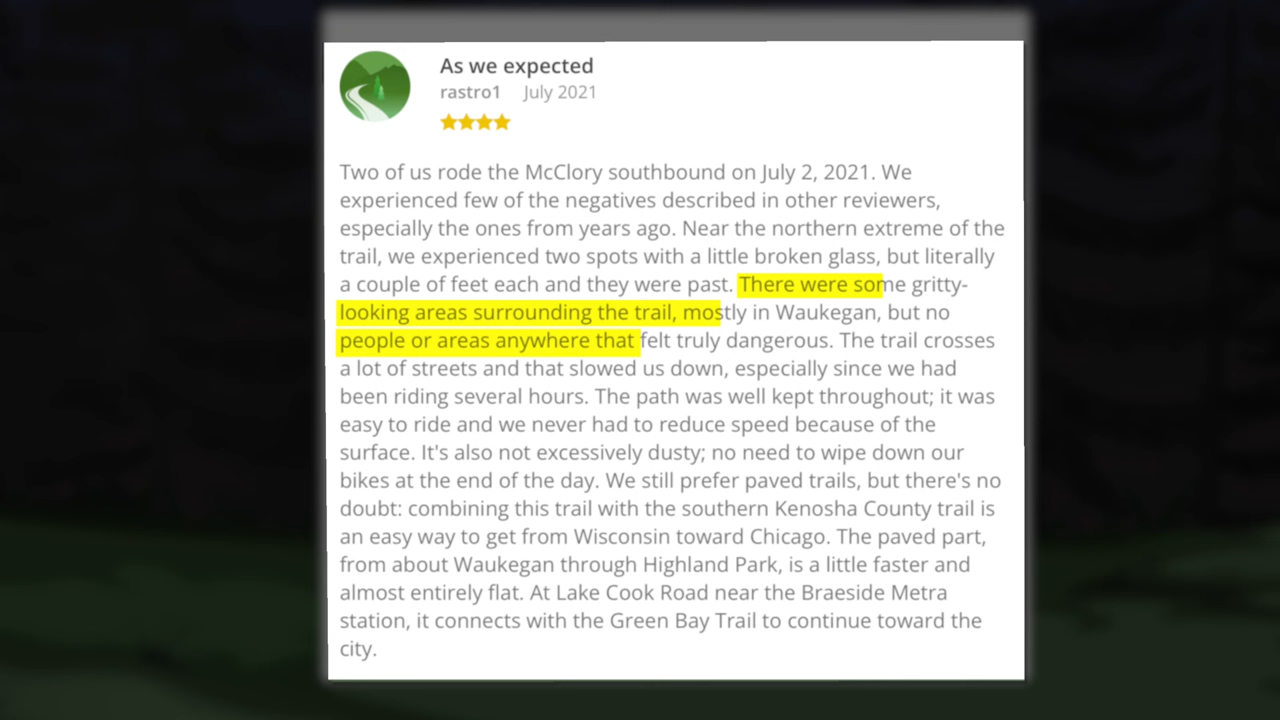 As we expected
rastro1 July 2021
Two of us rode the McClory southbound on July 2, 2021. We
experienced few of the negatives described in other reviewers,
especially the ones from years ago. Near the northern extreme of the
trail, we experienced two spots with a little broken glass, but literally
a couple of feet each and they were past. There were some gritty-
looking areas surrounding the trail, mostly in Waukegan, but no
people or areas anywhere that felt truly dangerous. The trail crosses
a lot of streets and that slowed us down, especially since we had
been riding several hours. The path was well kept throughout; it was
easy to ride and we never had to reduce speed because of the
surface. It's also not excessively dusty; no need to wipe down our
bikes at the end of the day. We still prefer paved trails, but there's no
doubt: combining this trail with the southern Kenosha County trail is
an easy way to get from Wisconsin toward Chicago. The paved part,
from about Waukegan through Highland Park, is a little faster and
almost entirely flat. At Lake Cook Road near the Braeside Metra
station, it connects with the Green Bay Trail to continue toward the
city.